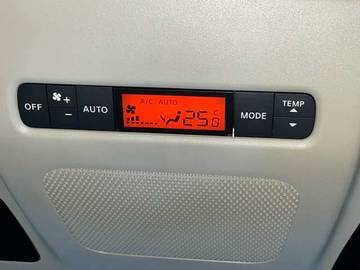 OFF
+
-
AUTO
A/C AUTO
25.0 °C
MODE
TEMP